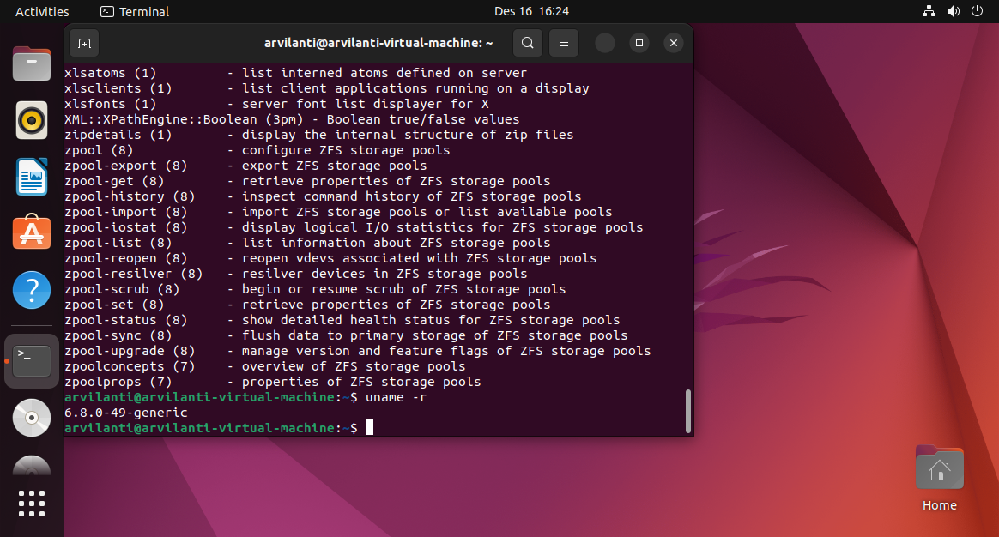 Activities
Terminal
Des 16 16:24
arvilanti@arvilanti-virtual-machine: ~
xlsatoms (1) - list interned atoms defined on server
xlsclients (1) - list client applications running on a display
xlsfonts (1) - server font list displayer for X
XML::XPathEngine::Boolean (3pm) - Boolean true/false values
zipdetails (1) - display the internal structure of zip files
zpool (8) - configure ZFS storage pools
zpool-export (8) - export ZFS storage pools
zpool-get (8) - retrieve properties of ZFS storage pools
zpool-history (8) - inspect command history of ZFS storage pools
zpool-import (8) - import ZFS storage pools or list available pools
zpool-iostat (8) - display logical I/O statistics for ZFS storage pools
zpool-list (8) - list information about ZFS storage pools
zpool-reopen (8) - reopen vdevs associated with ZFS storage pools
zpool-resilver (8) - resilver devices in ZFS storage pools
zpool-scrub (8) - begin or resume scrub of ZFS storage pools
zpool-set (8) - retrieve properties of ZFS storage pools
zpool-status (8) - show detailed health status for ZFS storage pools
zpool-sync (8) - flush data to primary storage of ZFS storage pools
zpool-upgrade (8) - manage version and feature flags of ZFS storage pools
zpoolconcepts (7) - overview of ZFS storage pools
zpoolprops (7) - properties of ZFS storage pools
arvilanti@arvilanti-virtual-machine:~$ uname -r
6.8.0-49-generic
arvilanti@arvilanti-virtual-machine:~$
Home